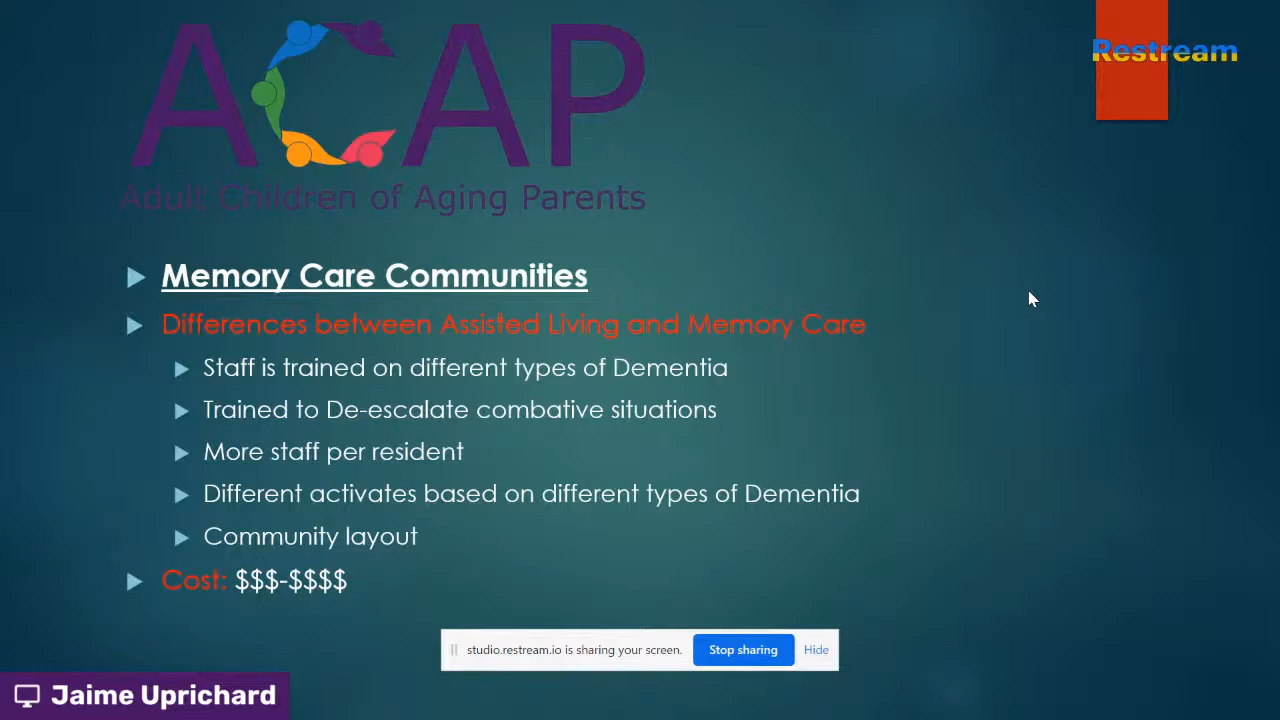 ACAP
Restream
Adult Children of Aging Parents
Memory Care Communities
Differences between Assisted Living and Memory Care
Staff is trained on different types of Dementia
Trained to De-escalate combative situations
More staff per resident
Different activates based on different types of Dementia
Community layout
Cost: $$$-$$$$
studio.restream.io is sharing your screen. Stop sharing Hide
Jaime Uprichard